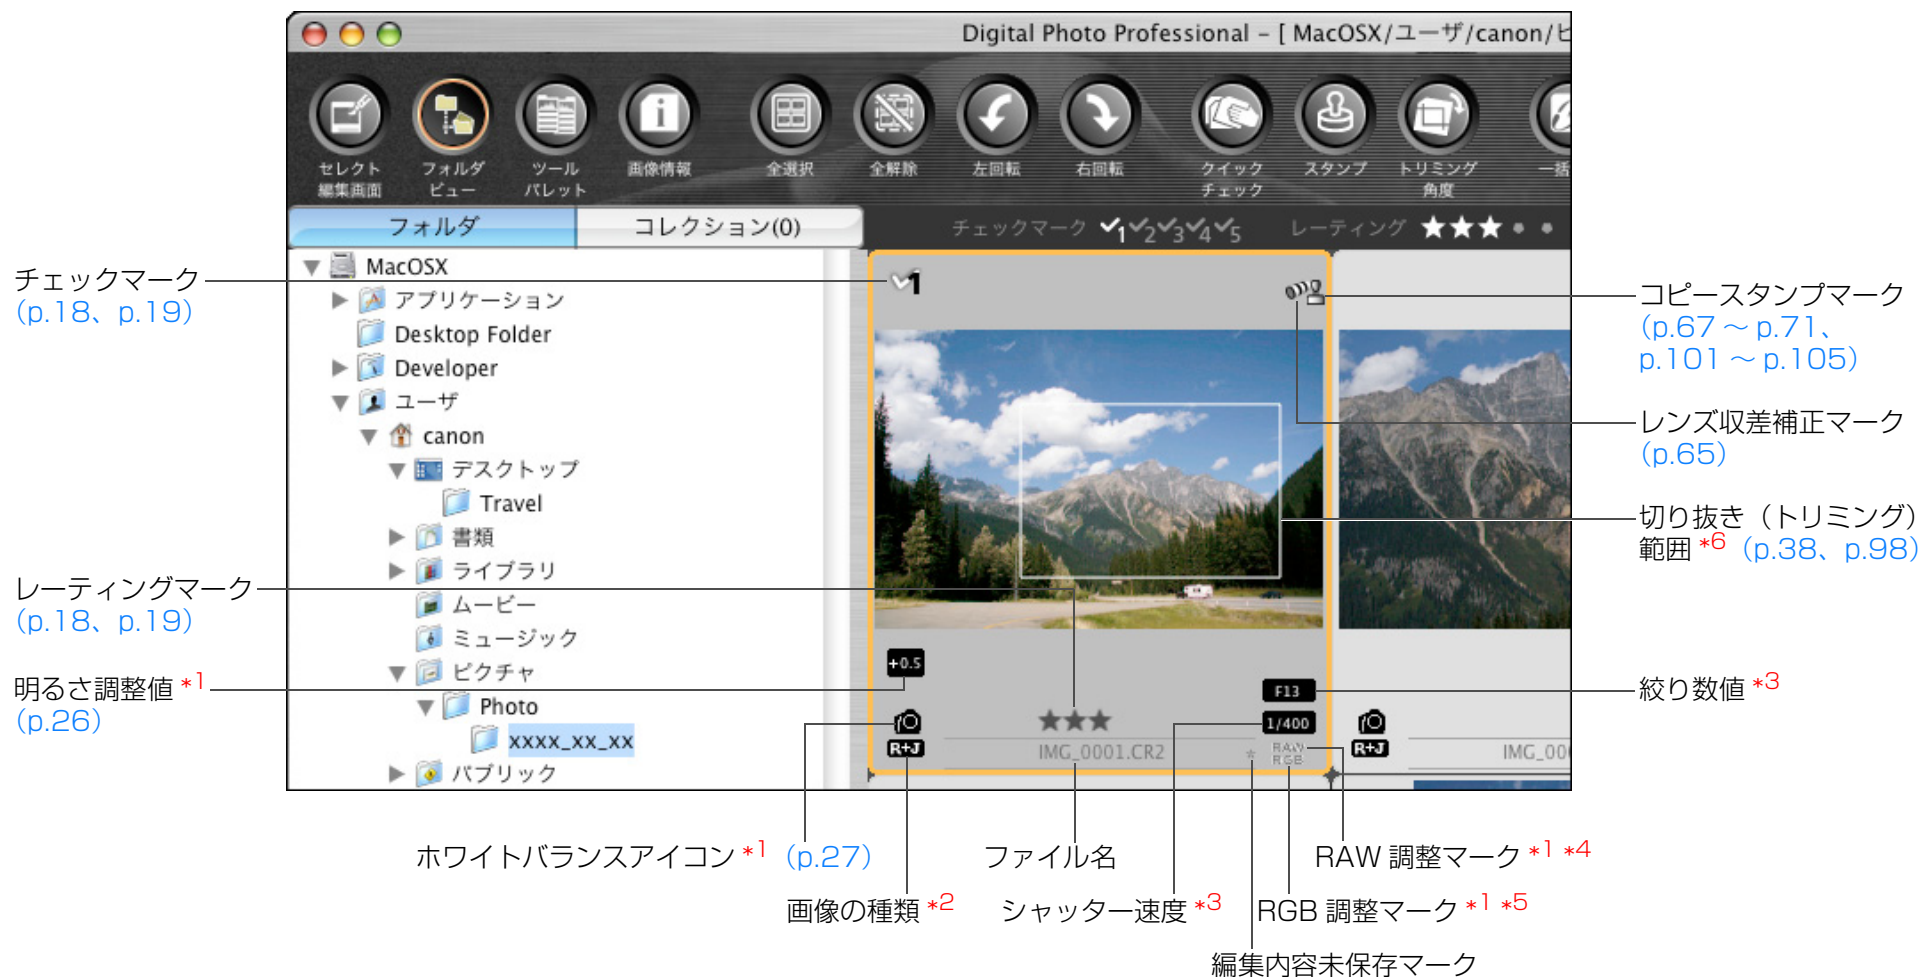 Digital Photo Professional – [ MacOSX/ユーザ/canon/ピ
セレクト
編集画面
フォルダ
ビュー
ツール
パレット
画像情報
全選択
全解除
左回転
右回転
クイック
チェック
スタンプ
トリミング
角度
一括
フォルダ
コレクション(0)
チェックマーク 1 2 3 4 5
レーティング ★★★
MacOSX
アプリケーション
Desktop Folder
Developer
ユーザ
canon
デスクトップ
Travel
書類
ライブラリ
ムービー
ミュージック
ピクチャ
Photo
xxxx_xx_xx
パブリック
1
+0.5
F13
1/400
★★★
R+J
IMG_0001.CR2
*
RAW
RGB
R+J
IMG_00
チェックマーク
(p.18、p.19)
レーティングマーク
(p.18、p.19)
明るさ調整値 *1
(p.26)
コピースタンプマーク
(p.67 ～ p.71、
p.101 ～ p.105)
レンズ収差補正マーク
(p.65)
切り抜き（トリミング）
範囲 *6 (p.38、p.98)
絞り数値 *3
ホワイトバランスアイコン *1 (p.27)
ファイル名
RAW 調整マーク *1 *4
画像の種類 *2
シャッター速度 *3
RGB 調整マーク *1 *5
編集内容未保存マーク